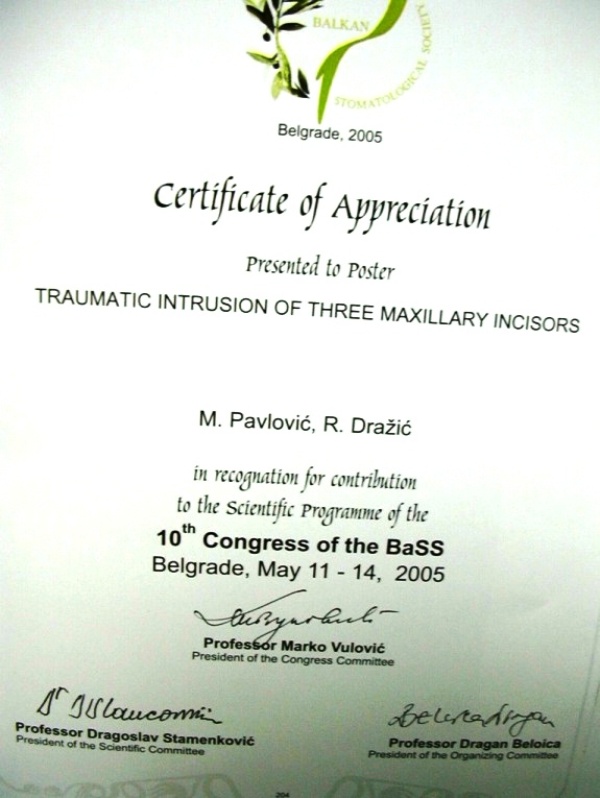 BALKAN
STOMATOLOGICAL SOCIETY
Belgrade, 2005
Certificate of Appreciation
Presented to Poster
TRAUMATIC INTRUSION OF THREE MAXILLARY INCISORS
M. Pavlović, R. Dražić
in recognation for contribution
to the Scientific Programme of the
10th Congress of the BaSS
Belgrade, May 11 - 14, 2005
Professor Marko Vulović
President of the Congress Committee
Professor Dragoslav Stamenković
President of the Scientific Committee
Professor Dragan Beloica
President of the Organizing Committee
204